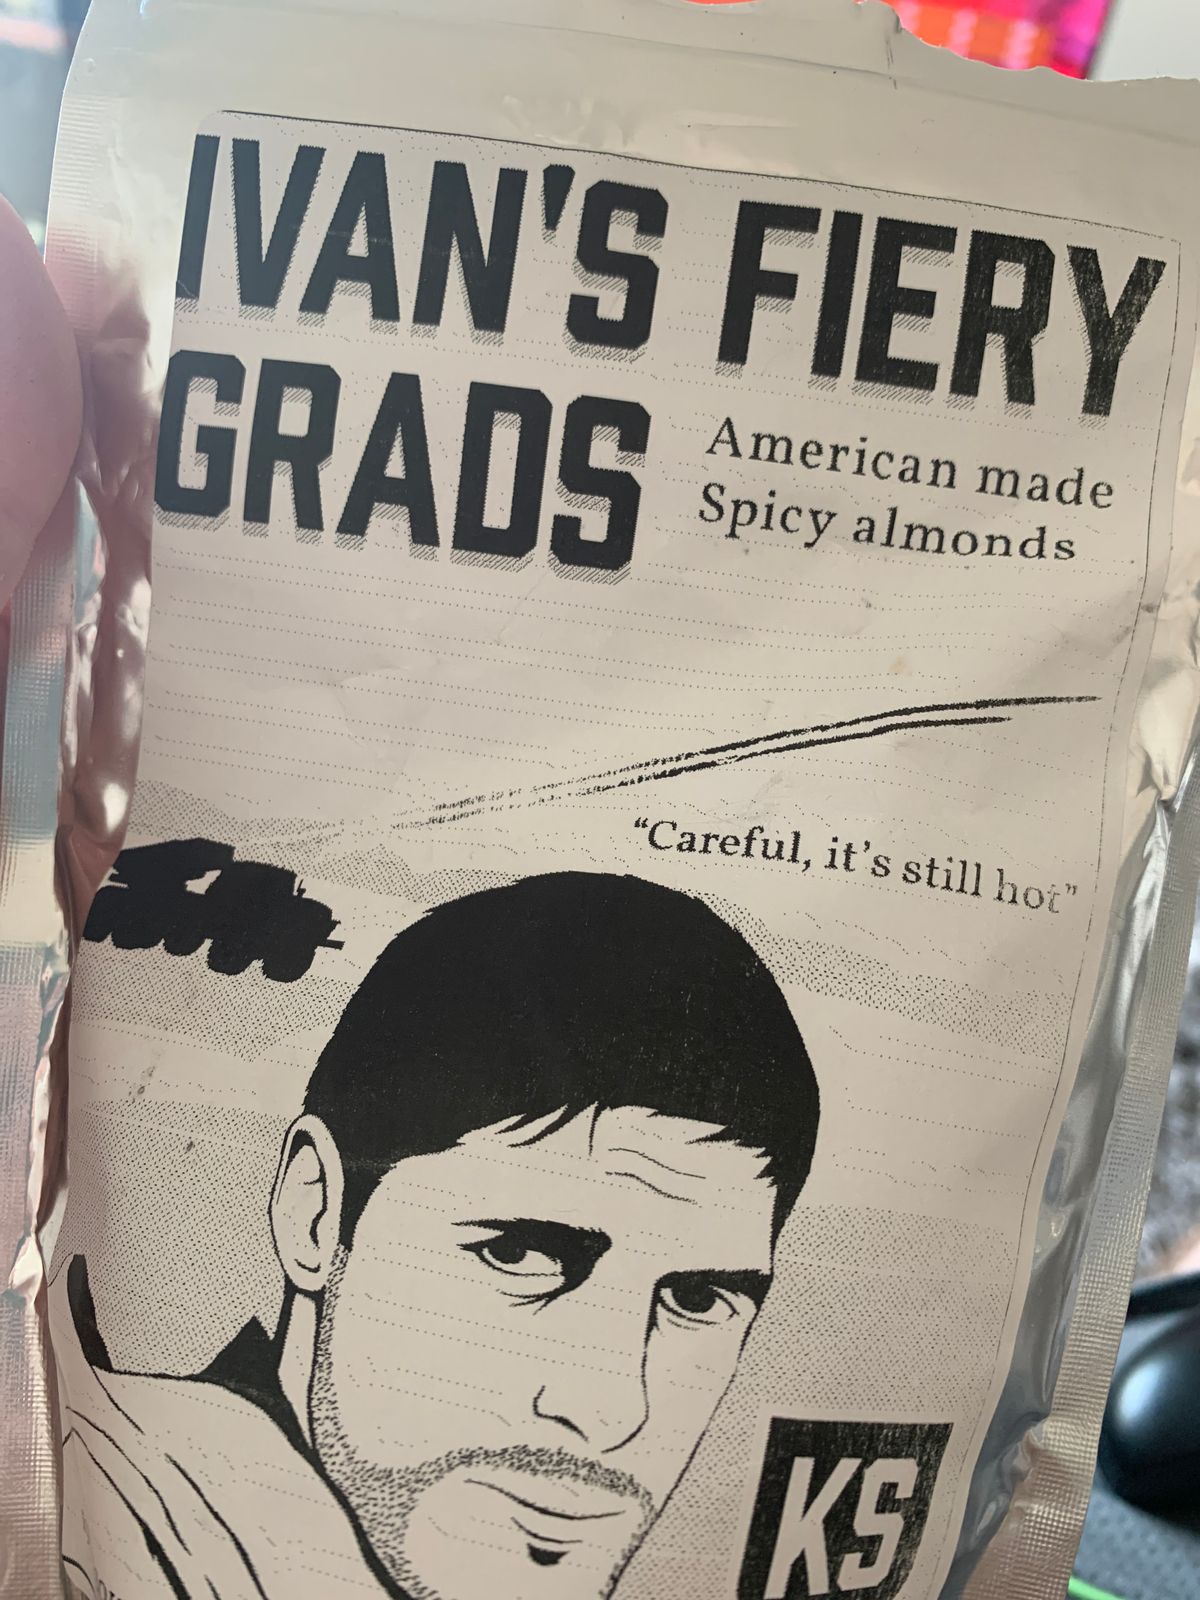 IVAN'S FIERY
GRADS
American made
Spicy almonds
“Careful, it’s still hot”
KS